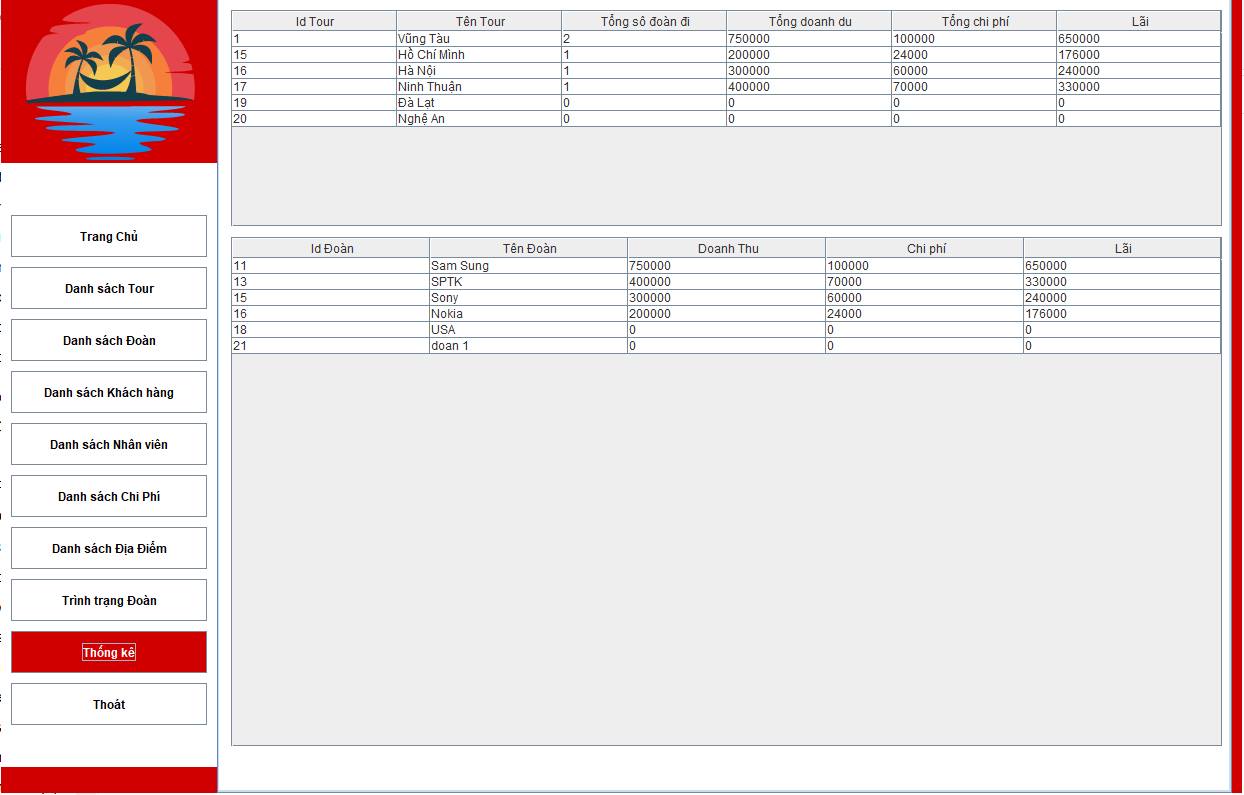 Trang Chủ
Danh sách Tour
Danh sách Đoàn
Danh sách Khách hàng
Danh sách Nhân viên
Danh sách Chi Phí
Danh sách Địa Điểm
Trình trạng Đoàn
Thống kê
Thoát
Id Tour Tên Tour Tổng sô đoàn đi Tổng doanh du Tổng chi phí Lãi
1 Vũng Tàu 2 750000 100000 650000
15 Hồ Chí Minh 1 200000 24000 176000
16 Hà Nội 1 300000 60000 240000
17 Ninh Thuận 1 400000 70000 330000
19 Đà Lạt 0 0 0 0
20 Nghệ An 0 0 0 0
Id Đoàn Tên Đoàn Doanh Thu Chi phí Lãi
11 Sam Sung 750000 100000 650000
13 SPTK 400000 70000 330000
15 Sony 300000 60000 240000
16 Nokia 200000 24000 176000
18 USA 0 0 0
21 doan 1 0 0 0